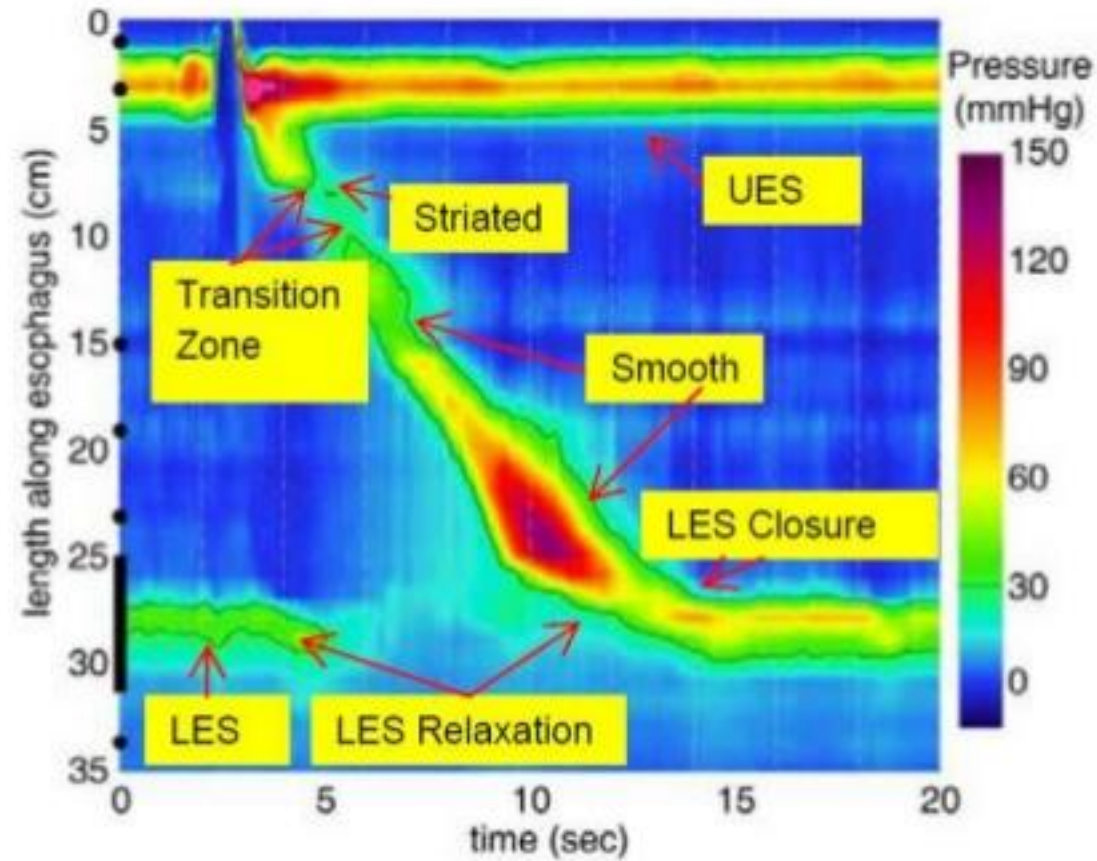 0
5
10
15
20
25
30
35
length along esophagus (cm)
0
5
10
15
20
time (sec)
Pressure
(mmHg)
150
120
90
60
30
0
UES
Striated
Transition
Zone
Smooth
LES Closure
LES
LES Relaxation